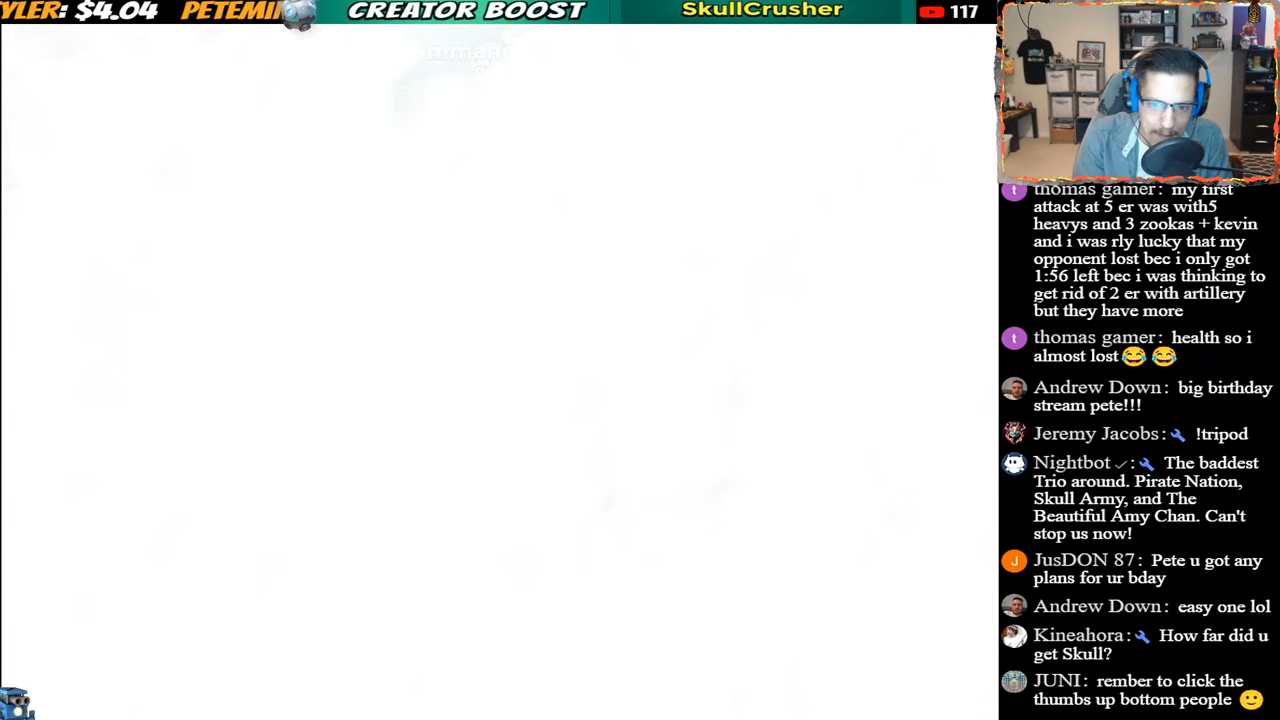 TYLER: $4.04 PETEMI
CREATOR BOOST
SkullCrusher
117
thomas gamer: my first
attack at 5 er was with5
heavys and 3 zookas + kevin
and i was rly lucky that my
opponent lost bec i only got
1:56 left bec i was thinking to
get rid of 2 er with artillery
but they have more
t
thomas gamer: health so i
almost lost😂 😂
Andrew Down: big birthday
stream pete!!!
Jeremy Jacobs: !tripod
Nightbot ✓: The baddest
Trio around. Pirate Nation,
Skull Army, and The
Beautiful Amy Chan. Can't
stop us now!
J
JusDON 87: Pete u got any
plans for ur bday
Andrew Down: easy one lol
Kineahora: How far did u
get Skull?
JUNI: rember to click the
thumbs up bottom people 🙂